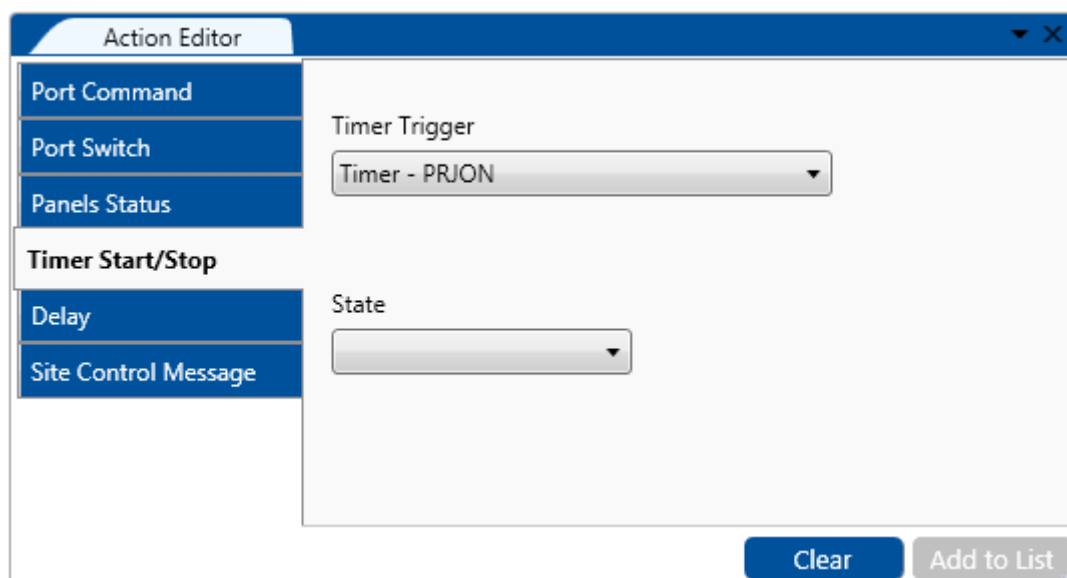 Action Editor
Port Command
Port Switch
Panels Status
Timer Start/Stop
Delay
Site Control Message
Timer Trigger
Timer - PRJON
State
Clear
Add to List